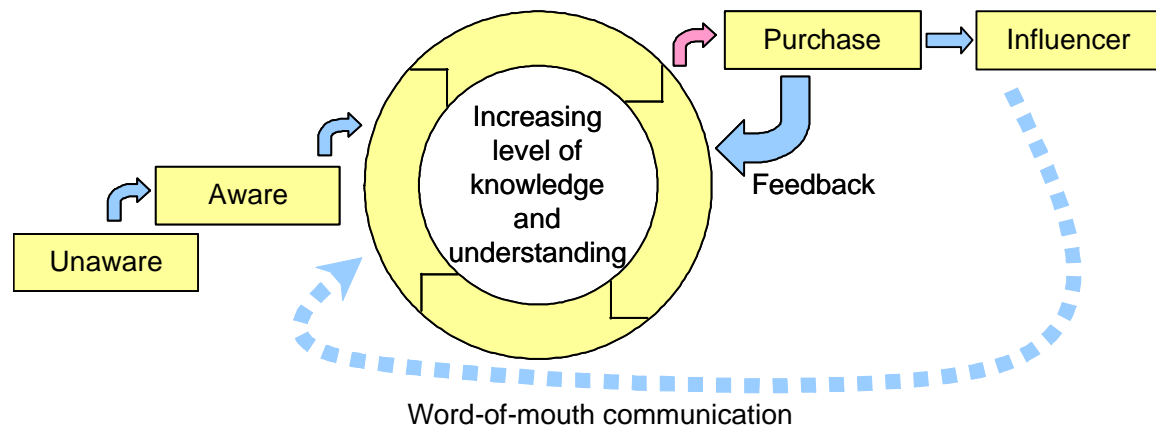 Purchase
Influencer
Increasing
level of
knowledge
and
understanding
Feedback
Aware
Unaware
Word-of-mouth communication